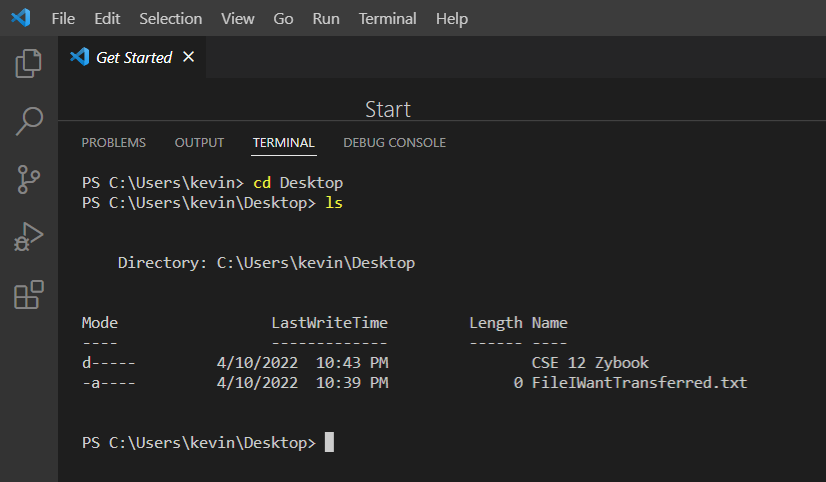 File Edit Selection View Go Run Terminal Help
Get Started
Start
PROBLEMS OUTPUT TERMINAL DEBUG CONSOLE
PS C:\Users\kevin> cd Desktop
PS C:\Users\kevin\Desktop> ls
Directory: C:\Users\kevin\Desktop
Mode LastWriteTime Length Name
---- ------------- ------ ----
d----- 4/10/2022 10:43 PM CSE 12 Zybook
-a---- 4/10/2022 10:39 PM 0 FileIWantTransferred.txt
PS C:\Users\kevin\Desktop>